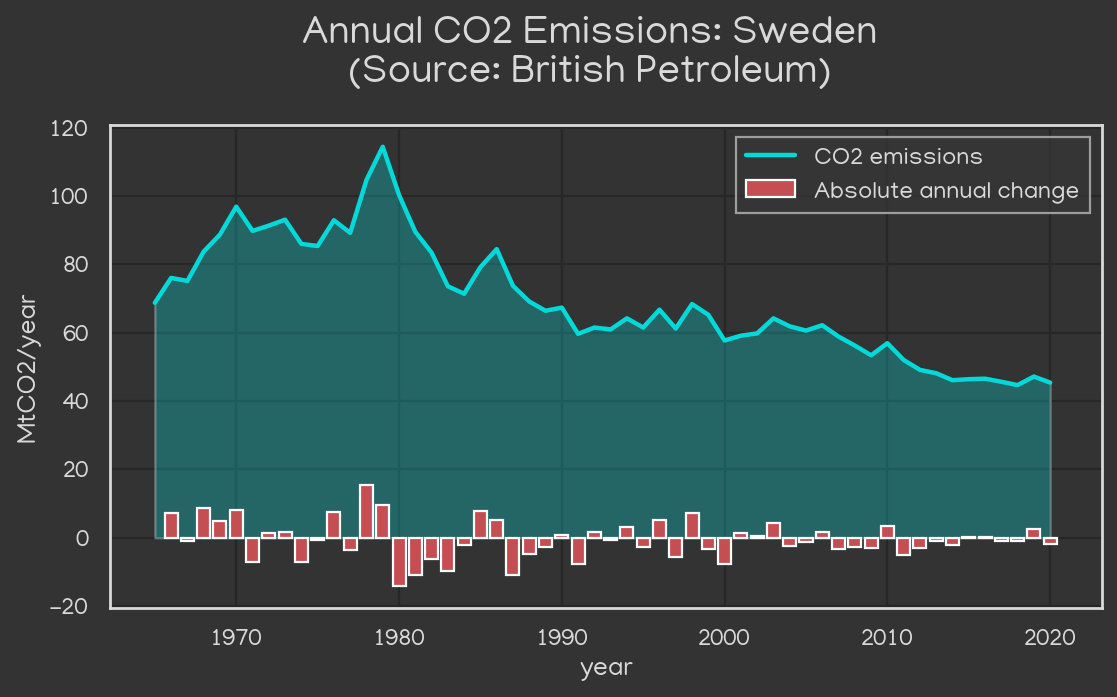 Annual CO2 Emissions: Sweden
(Source: British Petroleum)
120
100
80
60
40
20
0
−20
MtCO2/year
CO2 emissions
Absolute annual change
1970
1980
1990
2000
2010
2020
year